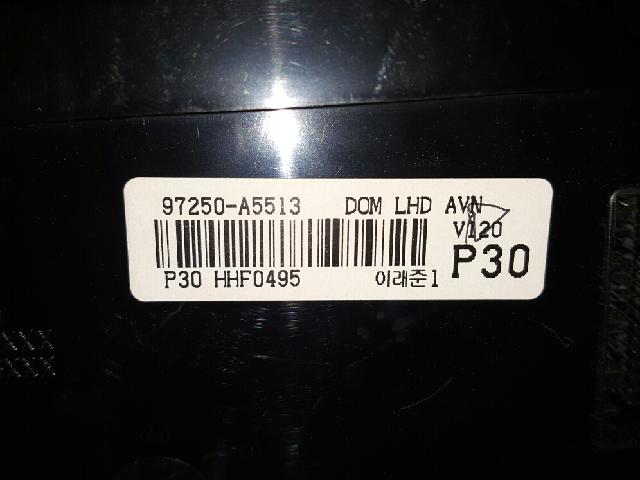 97250-A5513 DOM LHD AVN
V120
P30 HHF0495 이래준1 P30